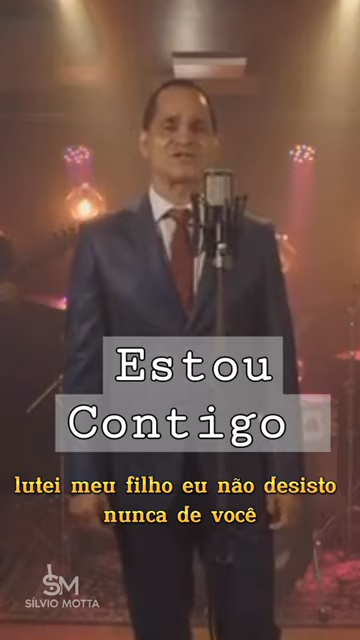 Estou
Contigo
lutei meu filho eu não desisto
nunca de você
SM
SÍLVIO MOTTA